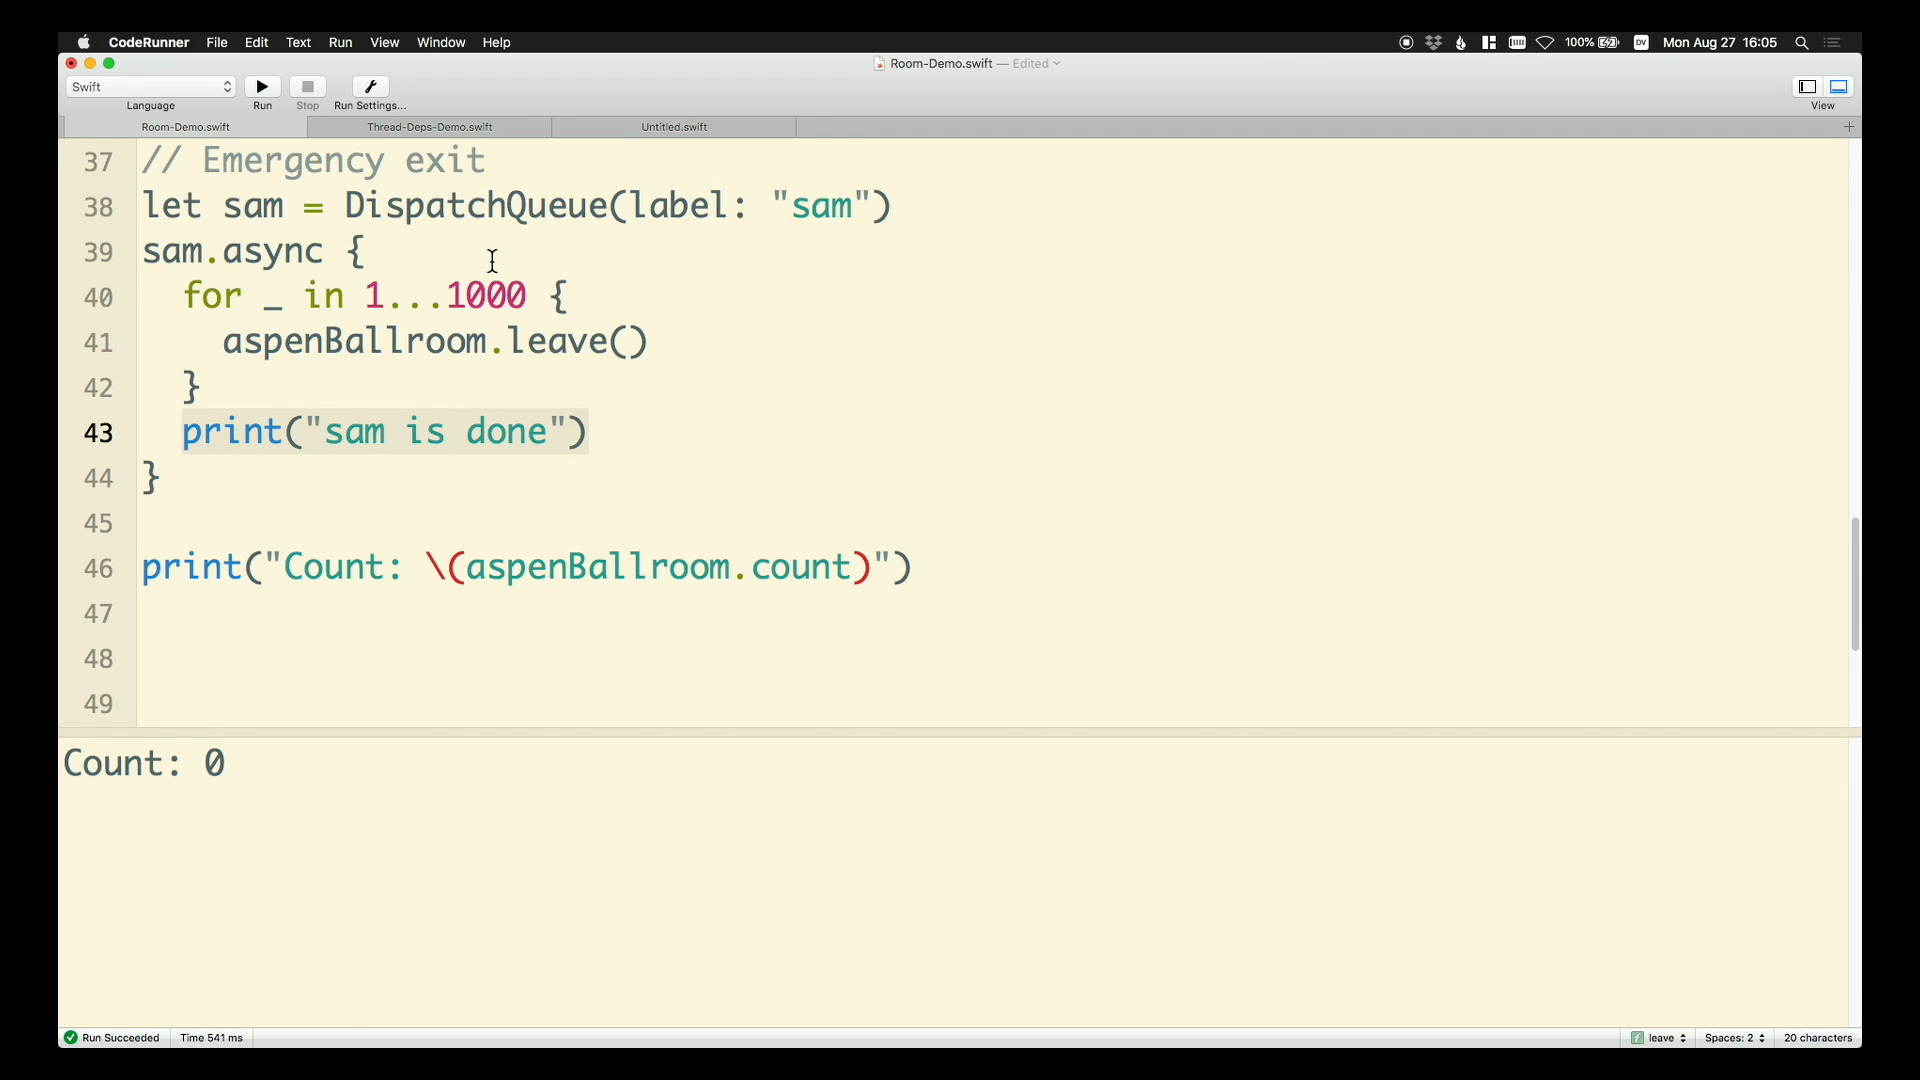 CodeRunner File Edit Text Run View Window Help 100% DV Mon Aug 27 16:05
Room-Demo.swift — Edited
Swift
Language Run Stop Run Settings... View
Room-Demo.swift Thread-Deps-Demo.swift Untitled.swift
37 // Emergency exit
38 let sam = DispatchQueue(label: "sam")
39 sam.async {
40 for _ in 1...1000 {
41 aspenBallroom.leave()
42 }
43 print("sam is done")
44 }
45
46 print("Count: \(aspenBallroom.count)")
47
48
49
Count: 0
Run Succeeded Time 541 ms leave Spaces: 2 20 characters